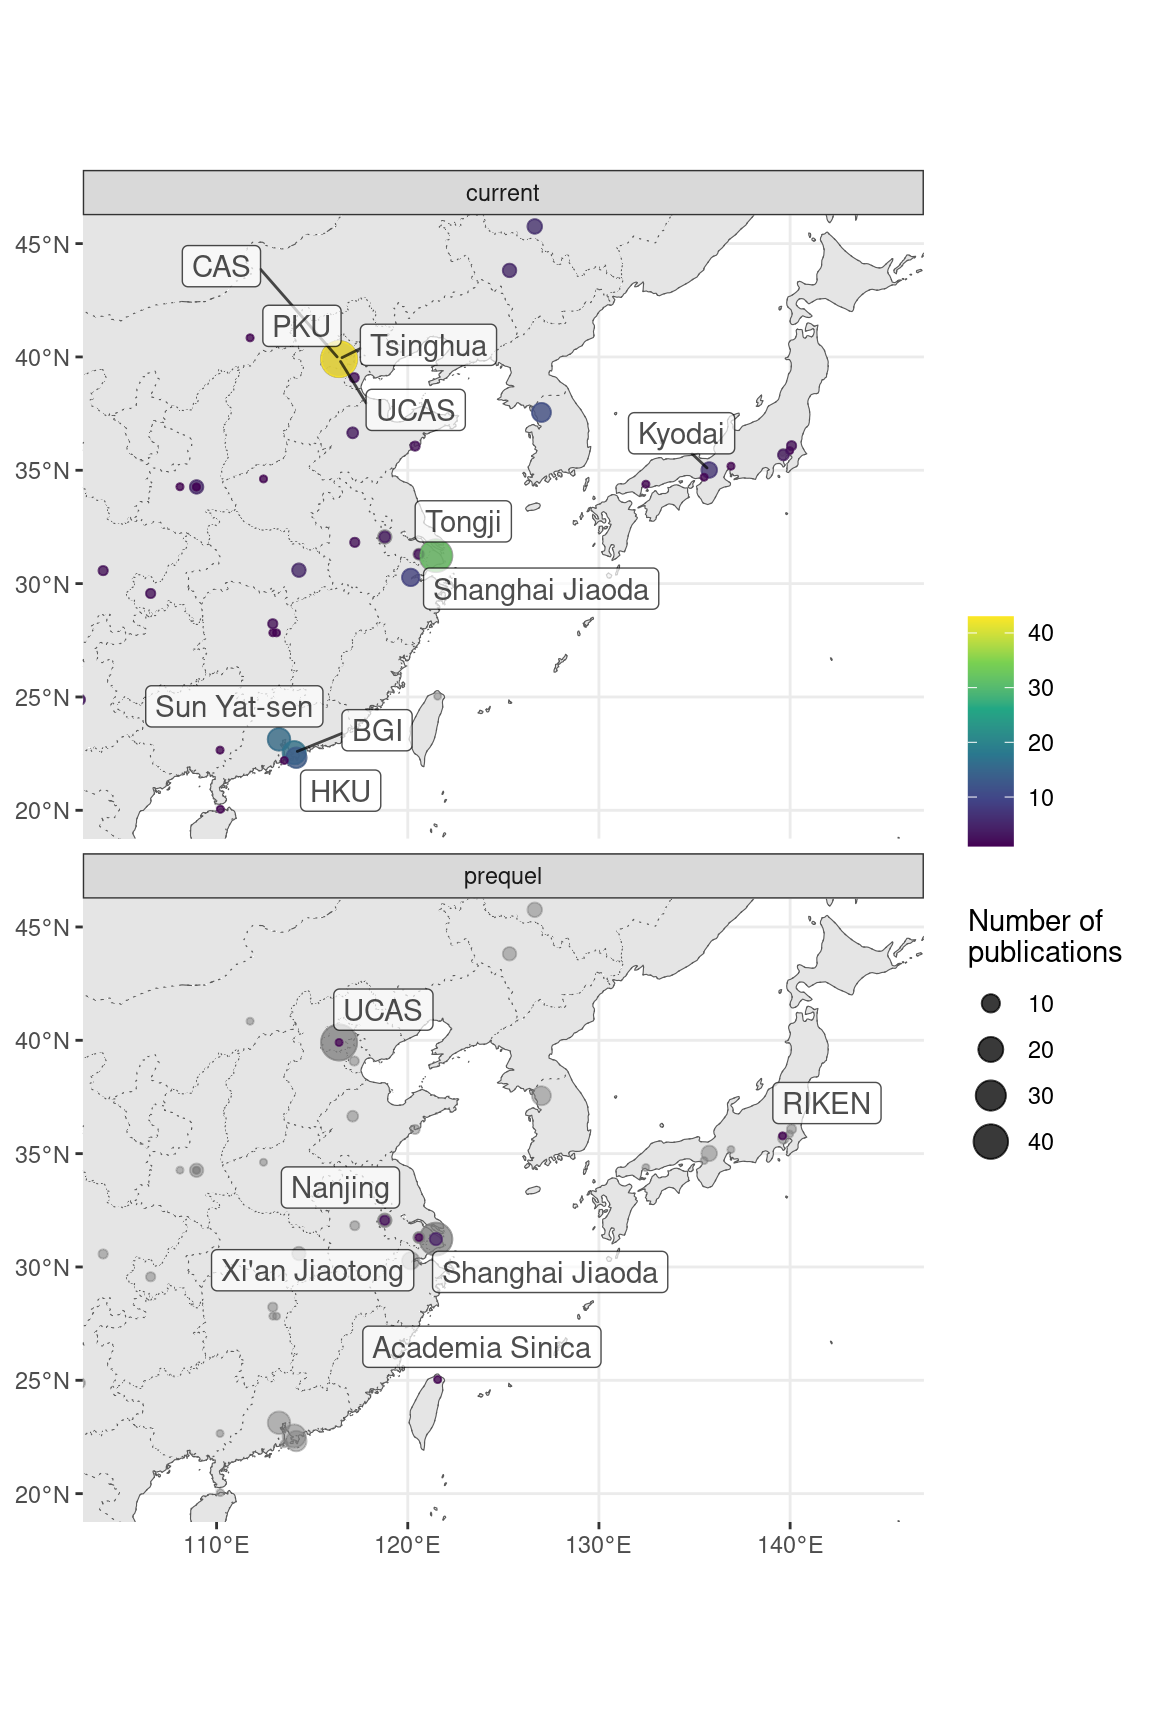 current
45°N
40°N
35°N
30°N
25°N
20°N
CAS
PKU
Tsinghua
UCAS
Kyodai
Tongji
Shanghai Jiaoda
Sun Yat-sen
BGI
HKU
prequel
45°N
40°N
35°N
30°N
25°N
20°N
UCAS
RIKEN
Nanjing
Xi'an Jiaotong
Shanghai Jiaoda
Academia Sinica
110°E
120°E
130°E
140°E
40
30
20
10
Number of
publications
10
20
30
40